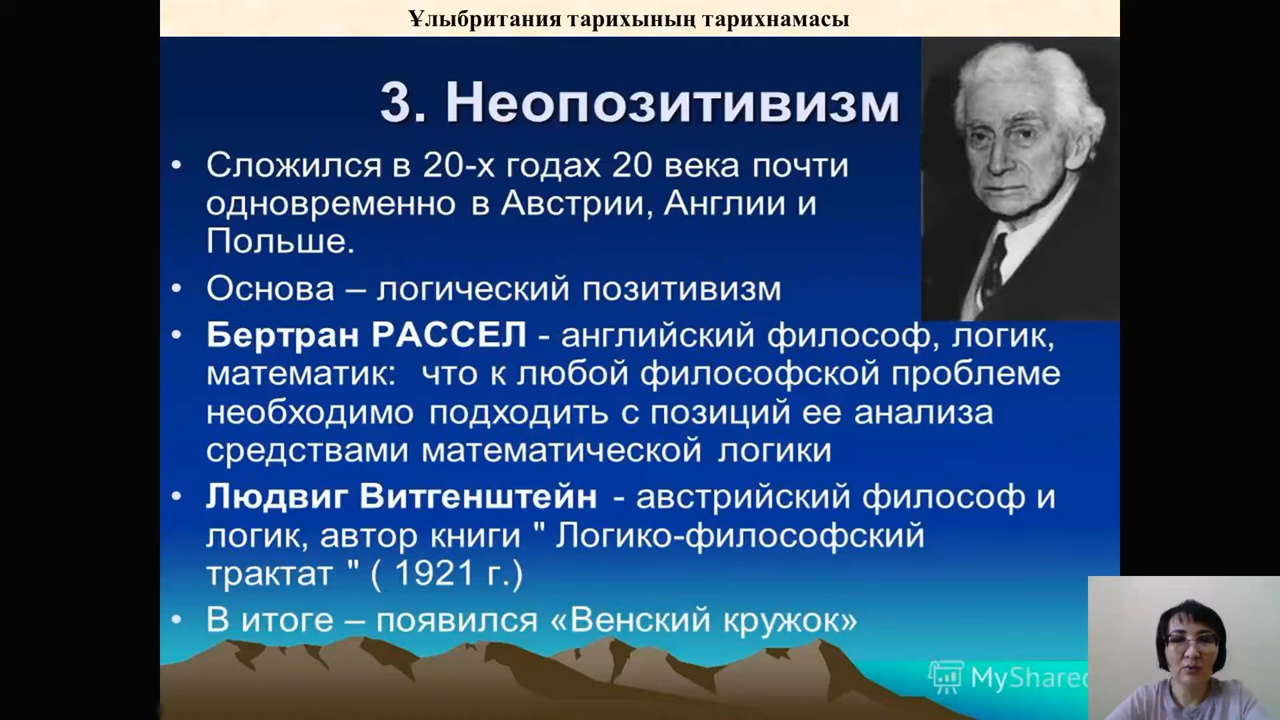 Ұлыбритания тарихының тарихнамасы
3. Неопозитивизм
• Сложился в 20-х годах 20 века почти
одновременно в Австрии, Англии и
Польше.
• Основа – логический позитивизм
• Бертран РАССЕЛ - английский философ, логик,
математик: что к любой философской проблеме
необходимо подходить с позиций ее анализа
средствами математической логики
• Людвиг Витгенштейн - австрийский философ и
логик, автор книги " Логико-философский
трактат " ( 1921 г.)
• В итоге – появился «Венский кружок»
MyShared